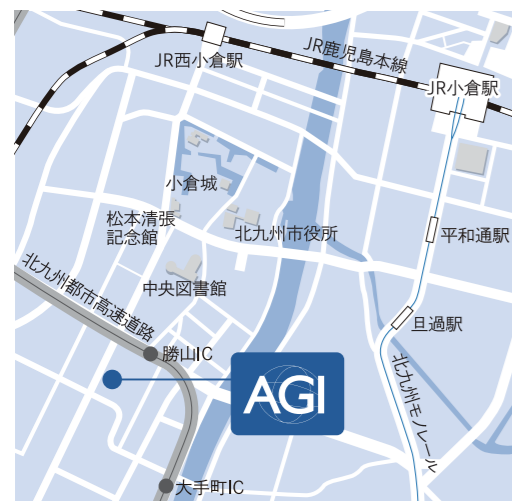 JR鹿児島本線
JR西小倉駅
JR小倉駅
小倉城
松本清張
記念館
北九州市役所
平和通駅
中央図書館
北九州都市高速道路
旦過駅
勝山IC
AGI
北九州モノレール
大手町IC